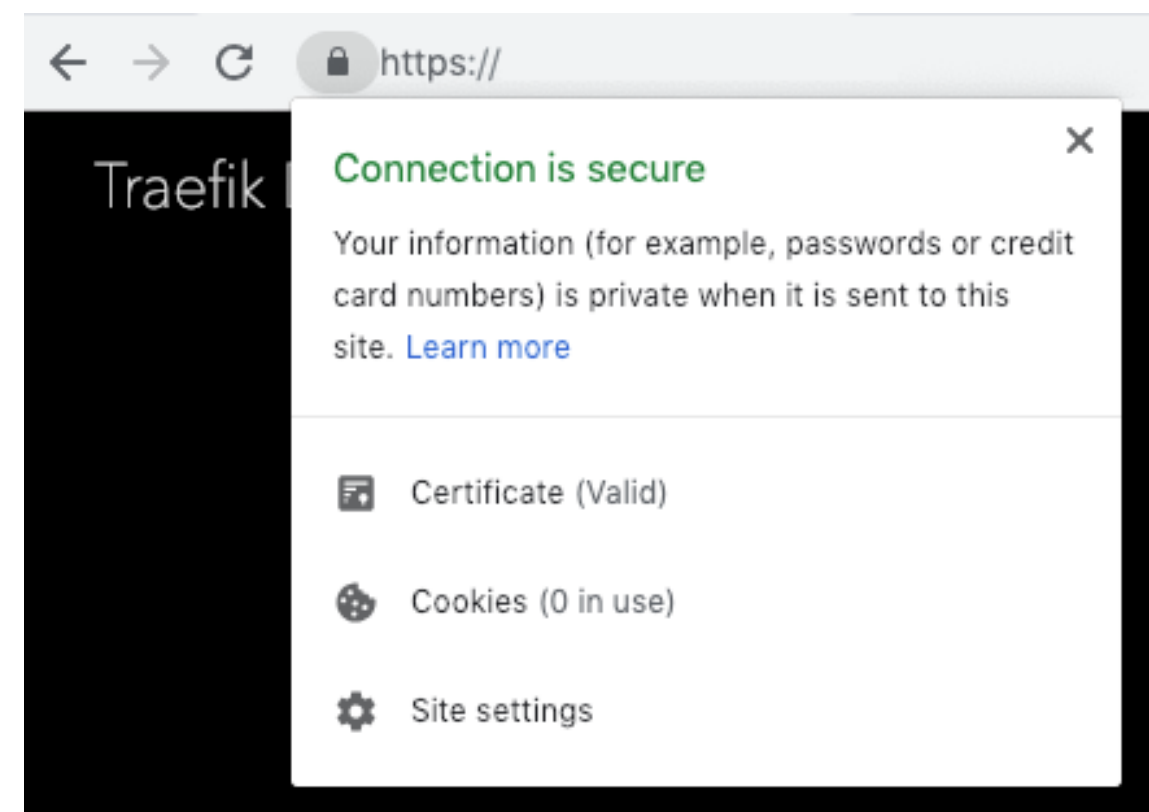 https://
Traefik
Connection is secure
Your information (for example, passwords or credit
card numbers) is private when it is sent to this
site. Learn more
Certificate (Valid)
Cookies (0 in use)
Site settings